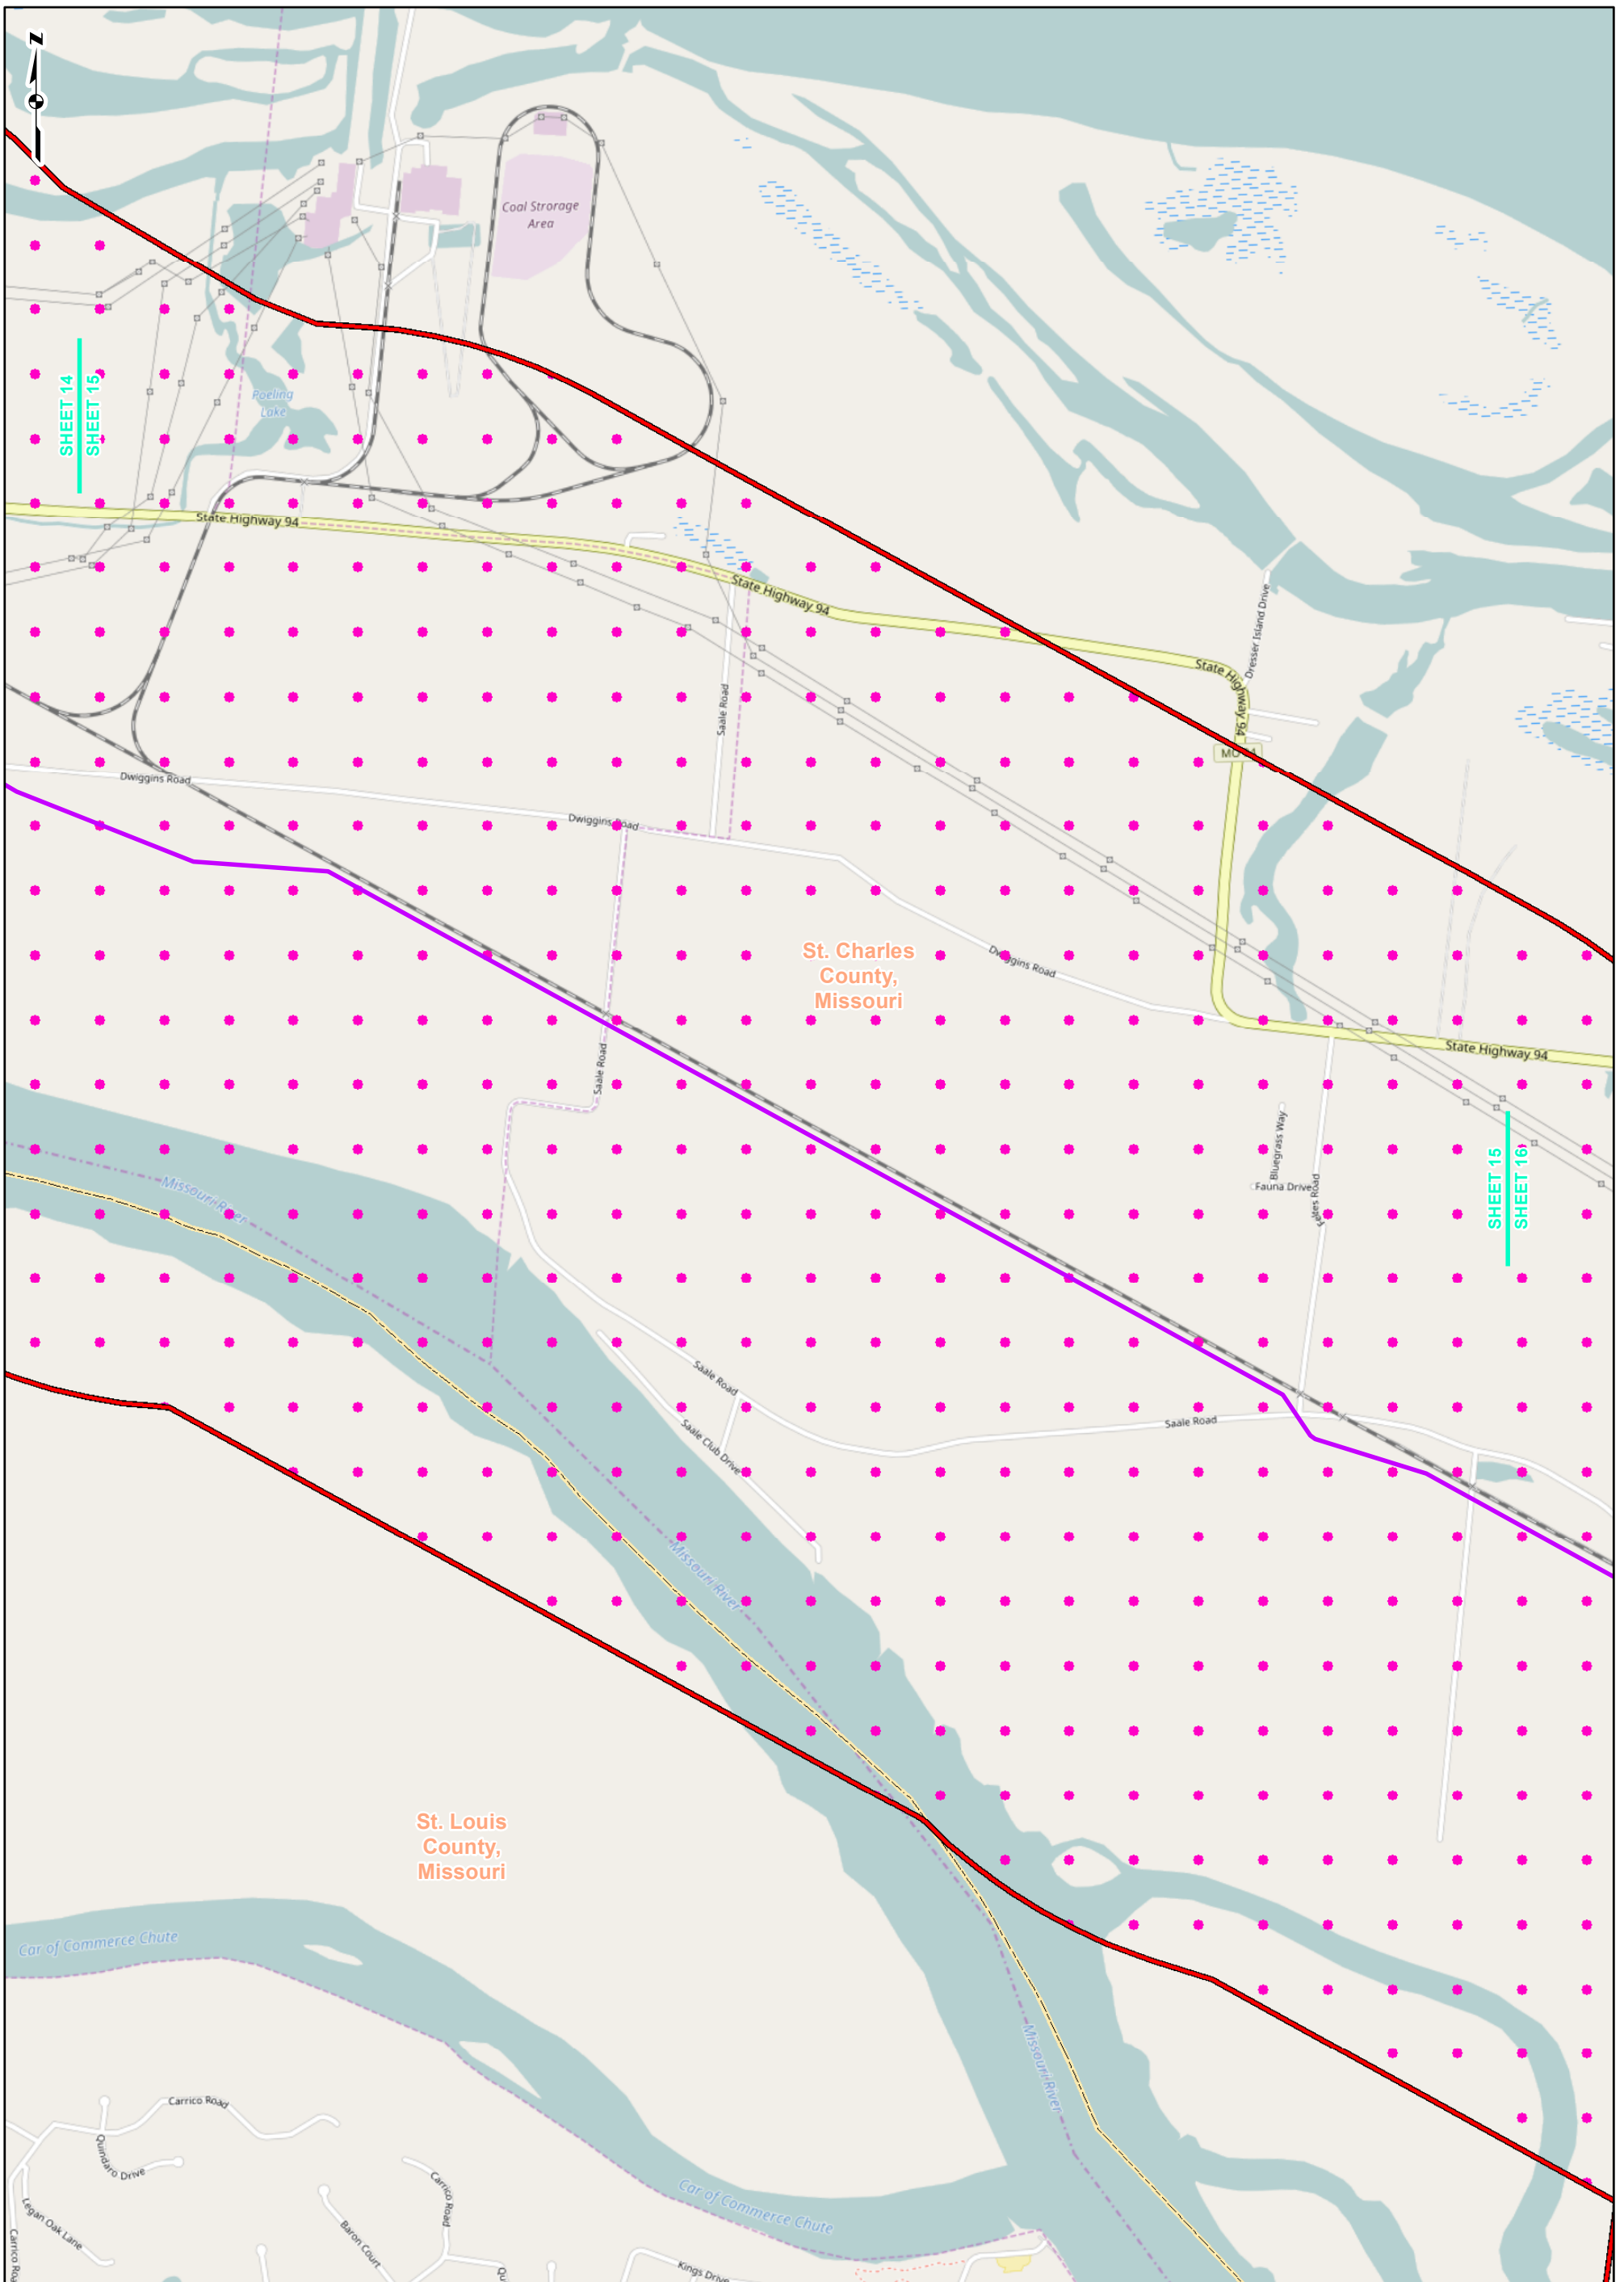 N
Coal Strorage
Area
SHEET 14
SHEET 15
Poeling
Lake
State Highway 94
State Highway 94
Dresser Island Drive
State Highway 94
Saale Road
Dwiggins Road
Dwiggins Road
St. Charles
County,
Missouri
Dwiggins Road
State Highway 94
Saale Road
Bluegrass Way
Fauna Drive
SHEET 15
SHEET 16
Missouri River
Saale Road
Saale Road
Saale Club Drive
Missouri River
St. Louis
County,
Missouri
Car of Commerce Chute
Missouri River
Carrico Road
Quindaro Drive
Carrico Road
Legan Oak Lane
Baron Court
Car of Commerce Chute
Kings Drive